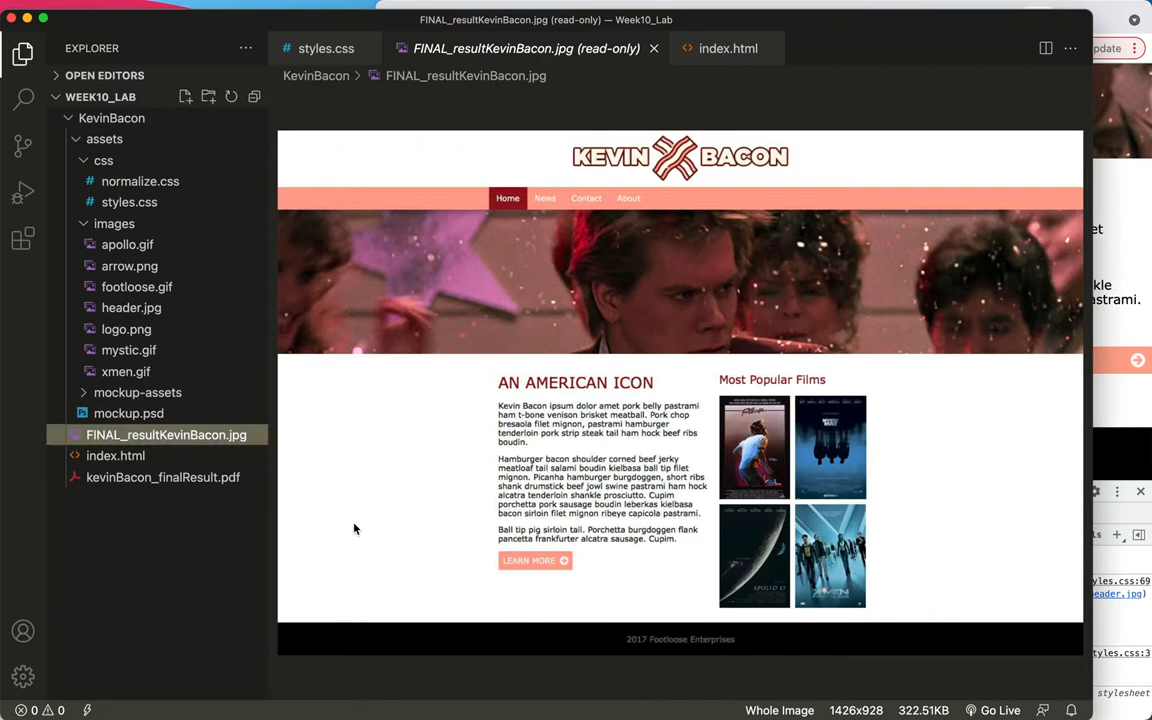 FINAL_resultKevinBacon.jpg (read-only) — Week10_Lab
EXPLORER
styles.css
FINAL_resultKevinBacon.jpg (read-only)
index.html
OPEN EDITORS
KevinBacon > FINAL_resultKevinBacon.jpg
WEEK10_LAB
KevinBacon
assets
css
normalize.css
styles.css
images
apollo.gif
arrow.png
footloose.gif
header.jpg
logo.png
mystic.gif
xmen.gif
mockup-assets
mockup.psd
FINAL_resultKevinBacon.jpg
index.html
kevinBacon_finalResult.pdf
KEVIN BACON
Home News Contact About
AN AMERICAN ICON
Kevin Bacon ipsum dolor amet pork belly pastrami
ham t-bone venison brisket meatball. Pork chop
bresaola filet mignon, pastrami hamburger
tenderloin pork strip steak tail ham hock beef ribs
boudin.
Hamburger bacon shoulder corned beef jerky
meatloaf tail salami boudin kielbasa ball tip filet
mignon. Picanha hamburger burgdoggen, short ribs
shank drumstick beef jowl swine pastrami ham hock
alcatra tenderloin shankle prosciutto. Cupim
porchetta pork sausage boudin leberkas kielbasa
bacon sirloin filet mignon ribeye capicola pastrami.
Ball tip pig sirloin tail. Porchetta burgdoggen flank
pancetta frankfurter alcatra sausage. Cupim.
LEARN MORE
Most Popular Films
APOLLO 13
X-MEN
2017 Footloose Enterprises
update
et
kle
astrami.
ls
yles.css:69
eader.jpg)
tyles.css:3
stylesheet
0 0
Whole Image 1426x928 322.51KB Go Live